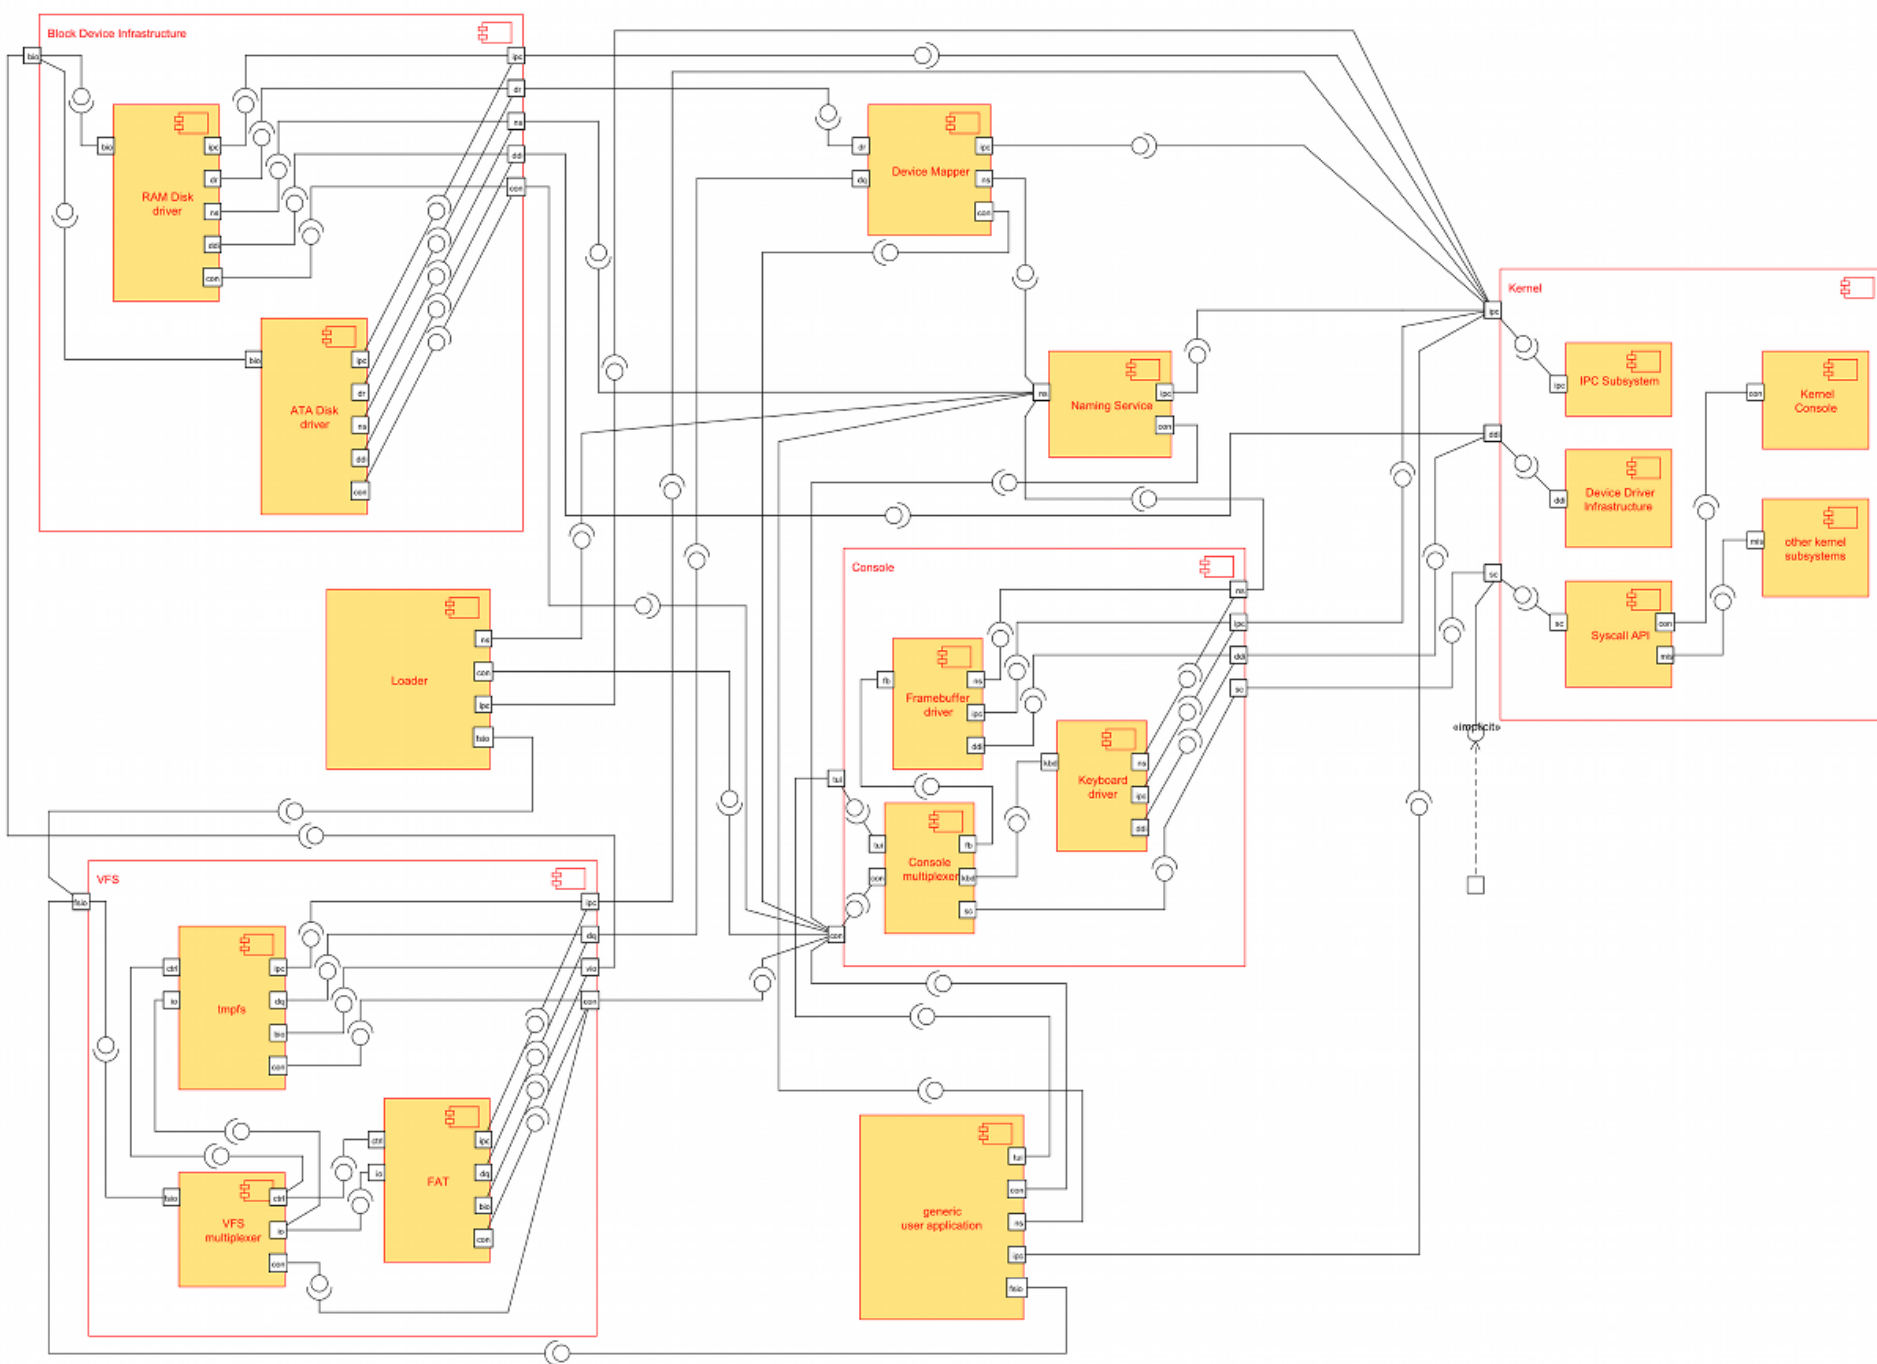 Block Device Infrastructure
bio
ipc
dr
ns
ddi
con
bio
RAM Disk
driver
ipc
dr
ns
ddi
con
bio
ATA Disk
driver
ipc
dr
ns
ddi
con
dr
dq
Device Mapper
ipc
ns
con
ns
Naming Service
ipc
con
Kernel
ipc
ddi
sc
ipc
IPC Subsystem
con
Kernel
Console
ddi
Device Driver
Infrastructure
mis
other kernel
subsystems
sc
Syscall API
con
mis
«implicit»
Loader
ns
con
ipc
fsio
Console
ns
ipc
ddi
sc
tui
con
fb
Framebuffer
driver
ns
ipc
ddi
kbd
Keyboard
driver
ns
ipc
ddi
tui
con
Console
multiplexer
fb
kbd
sc
VFS
fsio
ipc
dq
con
ctrl
io
tmpfs
ipc
dq
bio
con
fsio
VFS
multiplexer
ctrl
io
con
ctrl
io
FAT
ipc
dq
bio
con
generic
user application
tui
con
ns
ipc
fsio